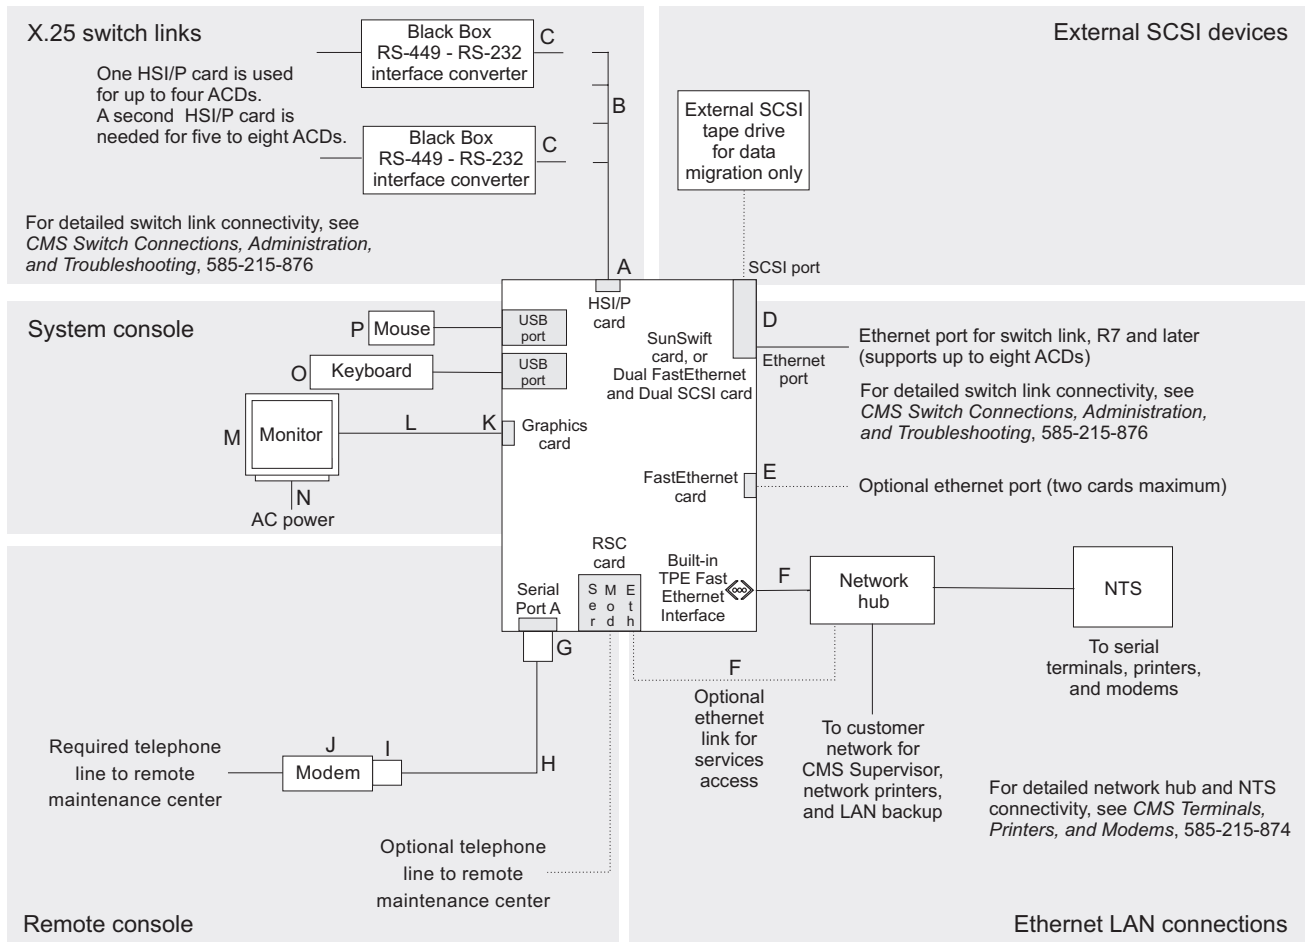 X.25 switch links
One HSI/P card is used
for up to four ACDs.
A second HSI/P card is
needed for five to eight ACDs.
Black Box
RS-449 - RS-232
interface converter
C
B
Black Box
RS-449 - RS-232
interface converter
C
For detailed switch link connectivity, see
CMS Switch Connections, Administration,
and Troubleshooting, 585-215-876
A
External SCSI devices
External SCSI
tape drive
for data
migration only
SCSI port
System console
P
Mouse
USB
port
O
Keyboard
USB
port
M
Monitor
L
K
Graphics
card
N
AC power
HSI/P
card
SunSwift
card, or
Dual FastEthernet
and Dual SCSI card
D
Ethernet
port
Ethernet port for switch link, R7 and later
(supports up to eight ACDs)
For detailed switch link connectivity, see
CMS Switch Connections, Administration,
and Troubleshooting, 585-215-876
FastEthernet
card
E
Optional ethernet port (two cards maximum)
RSC
card
Ser
Mod
Eth
Built-in
TPE Fast
Ethernet
Interface
F
Network
hub
NTS
To serial
terminals, printers,
and modems
Serial
Port A
G
F
Optional
ethernet
link for
services
access
To customer
network for
CMS Supervisor,
network printers,
and LAN backup
For detailed network hub and NTS
connectivity, see CMS Terminals,
Printers, and Modems, 585-215-874
Required telephone
line to remote
maintenance center
J
Modem
I
H
Optional telephone
line to remote
maintenance center
Remote console
Ethernet LAN connections